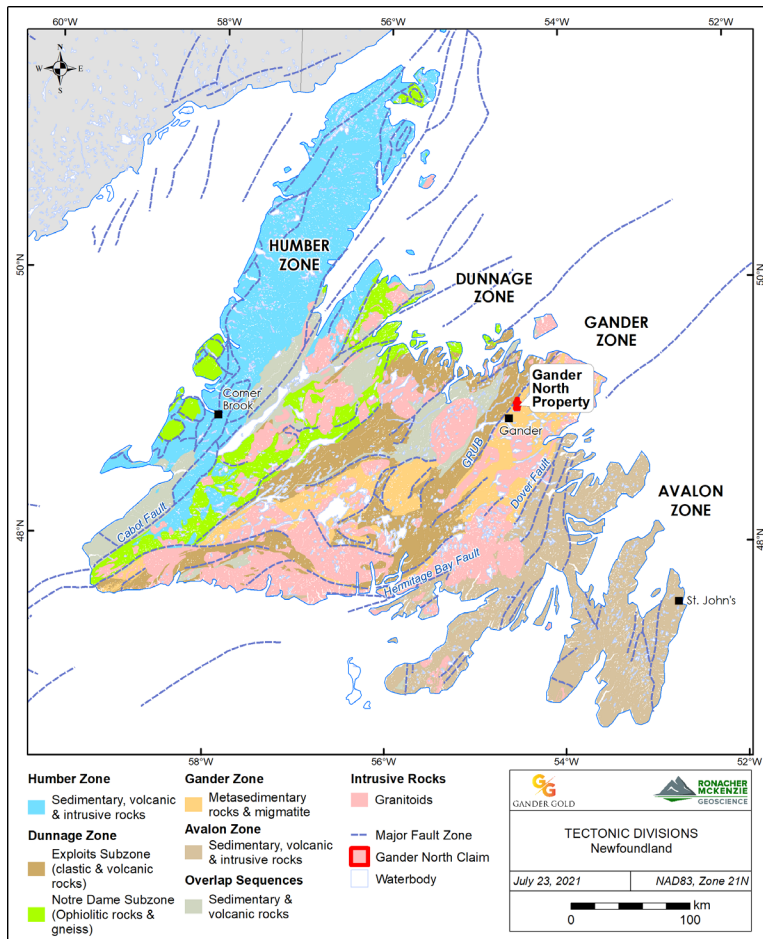 60°W
58°W
56°W
54°W
52°W
N
W
E
S
50°N
50°N
HUMBER
ZONE
DUNNAGE
ZONE
GANDER
ZONE
Gander
North
Property
Corner
Brook
Gander
GRUB
Dover Fault
AVALON
ZONE
Cabot Fault
48°N
48°N
Hermitage Bay Fault
St. John's
58°W
56°W
54°W
52°W
Humber Zone
Sedimentary, volcanic
& intrusive rocks
Dunnage Zone
Exploits Subzone
(clastic & volcanic
rocks)
Notre Dame Subzone
(Ophiolitic rocks &
gneiss)
Gander Zone
Metasedimentary
rocks & migmatite
Avalon Zone
Sedimentary, volcanic
& intrusive rocks
Overlap Sequences
Sedimentary &
volcanic rocks
Intrusive Rocks
Granitoids
Major Fault Zone
Gander North Claim
Waterbody
GG
GANDER GOLD
RONACHER
MCKENZIE
GEOSCIENCE
TECTONIC DIVISIONS
Newfoundland
July 23, 2021
NAD83, Zone 21N
km
0
100